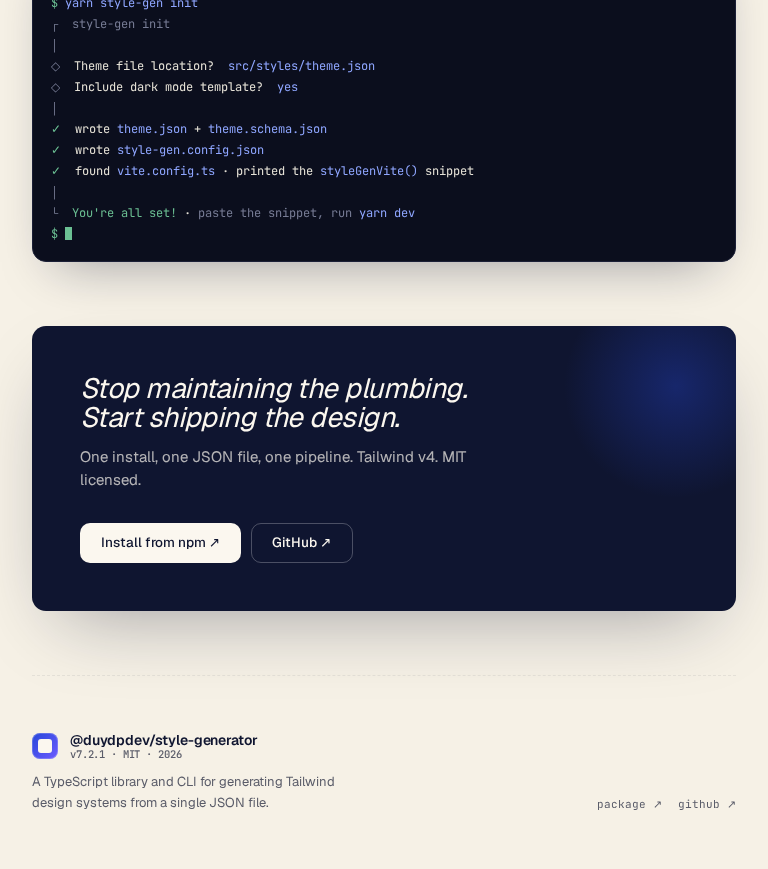 $ yarn style-gen init
┌ style-gen init
│
◇ Theme file location? src/styles/theme.json
◇ Include dark mode template? yes
│
✓ wrote theme.json + theme.schema.json
✓ wrote style-gen.config.json
✓ found vite.config.ts · printed the styleGenVite() snippet
│
└ You're all set! · paste the snippet, run yarn dev
$
Stop maintaining the plumbing.
Start shipping the design.
One install, one JSON file, one pipeline. Tailwind v4. MIT
licensed.
Install from npm ↗ GitHub ↗
@duydpdev/style-generator
v7.2.1 · MIT · 2026
A TypeScript library and CLI for generating Tailwind
design systems from a single JSON file.
package ↗ github ↗